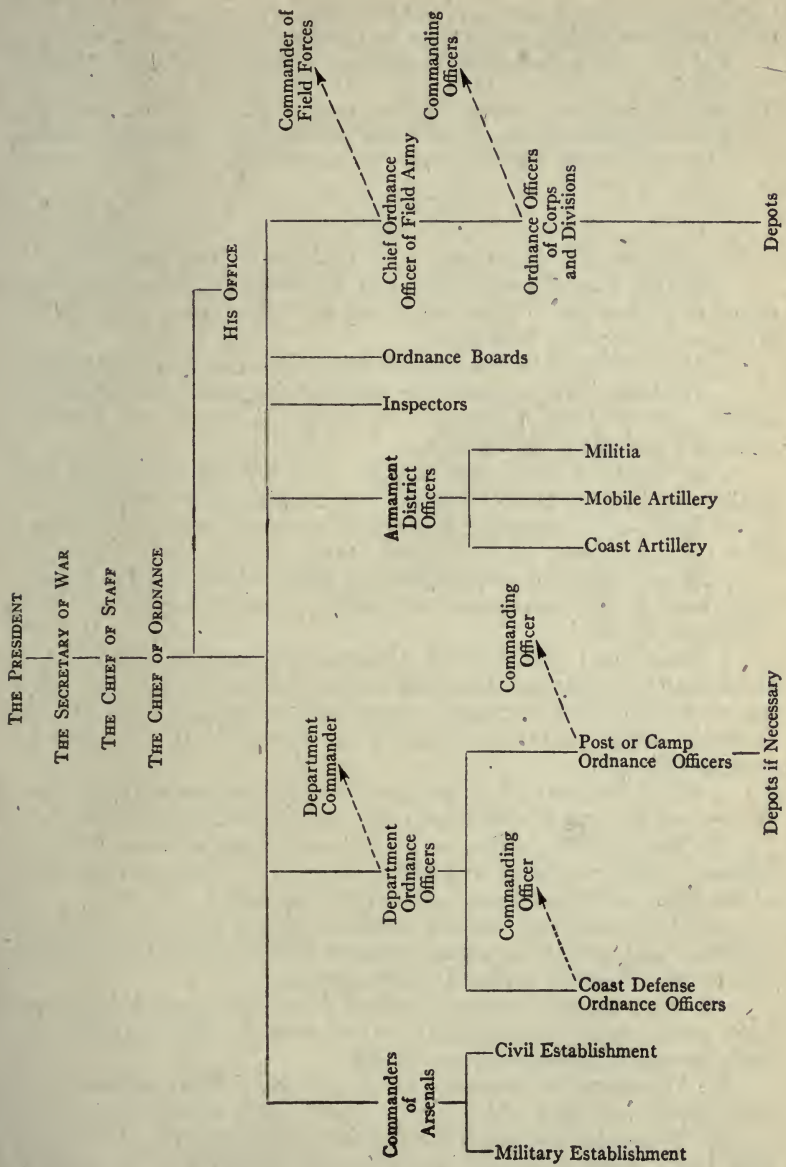 THE PRESIDENT
THE SECRETARY OF WAR
THE CHIEF OF STAFF
THE CHIEF OF ORDNANCE
HIS OFFICE
Commanders
of
Arsenals
Military Establishment
Civil Establishment
Department
Commander
Department
Ordnance
Officers
Commanding
Officer
Coast Defense
Ordnance Officers
Commanding
Officer
Post or Camp
Ordnance Officers
Depots if Necessary
Armament
District
Officers
Coast Artillery
Mobile Artillery
Militia
Inspectors
Ordnance Boards
Commander of
Field Forces
Chief Ordnance
Officer of Field Army
Commanding
Officers
Ordnance Officers
of Corps
and Divisions
Depots